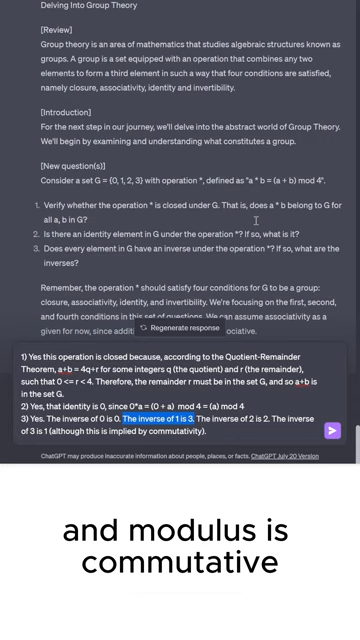 Delving Into Group Theory
[Review]
Group theory is an area of mathematics that studies algebraic structures known as
groups. A group is a set equipped with an operation that combines any two
elements to form a third element in such a way that four conditions are satisfied,
namely closure, associativity, identity and invertibility.
[Introduction]
For the next step in our journey, we'll delve into the abstract world of Group Theory.
We'll begin by examining and understanding what constitutes a group.
[New question(s)]
Consider a set G = {0, 1, 2, 3} with operation *, defined as "a * b = (a + b) mod 4".
1. Verify whether the operation * is closed under G. That is, does a * b belong to G for
all a, b in G?
2. Is there an identity element in G under the operation *? If so, what is it?
3. Does every element in G have an inverse under the operation *? If so, what are the
inverses?
Remember, the operation * should satisfy four conditions for G to be a group:
closure, associativity, identity, and invertibility. We're focusing on the first, second,
and fourth conditions in this set of questions. We can assume associativity as a
given for now, since additi
Regenerate response
ociative.
1) Yes this operation is closed because, according to the Quotient-Remainder
Theorem, a+b = 4q+r for some integers q (the quotient) and r (the remainder),
such that 0 <= r < 4. Therefore, the remainder r must be in the set G, and so a+b is
in the set G.
2) Yes, that identity is 0, since 0*a = (0 + a) mod 4 = (a) mod 4
3) Yes. The inverse of 0 is 0. The inverse of 1 is 3. The inverse of 2 is 2. The inverse
of 3 is 1 (although this is implied by commutativity).
ChatGPT may produce inaccurate information about people, places, or facts. ChatGPT July 20 Version
and modulus is
commutative